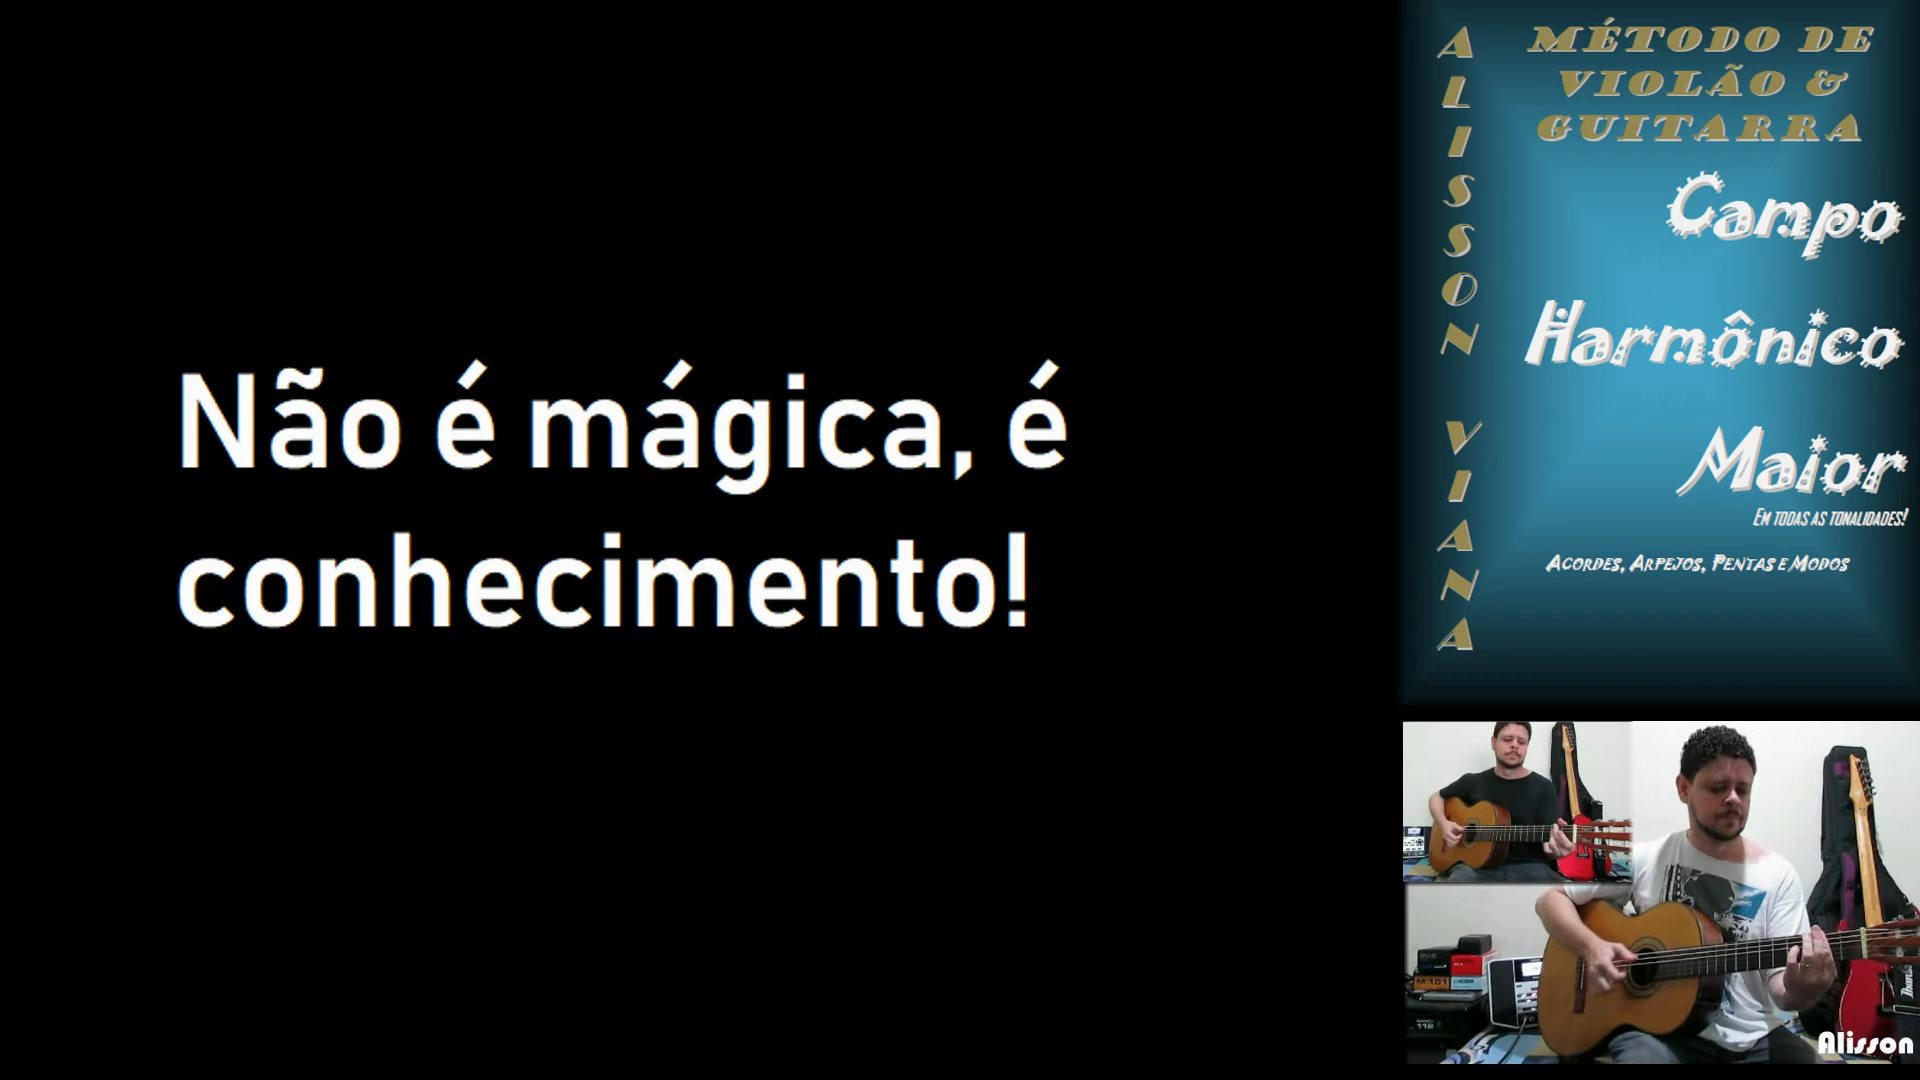 Não é mágica, é
conhecimento!
ALISSON VIANA
MÉTODO DE
VIOLÃO &
GUITARRA
Campo
Harmônico
Maior
EM TODAS AS TONALIDADES!
ACORDES, ARPEJOS, PENTAS E MODOS
Alisson